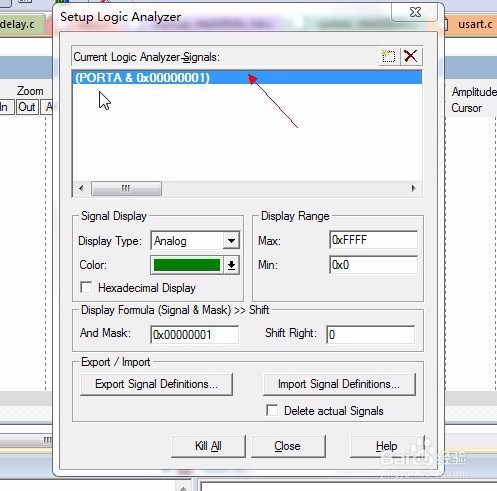 Setup Logic Analyzer
delay.c
usart.c
Current Logic Analyzer Signals:
(PORTA & 0x00000001)
Zoom
In Out A
Amplitude
Cursor
Signal Display
Display Type: Analog
Color:
Hexadecimal Display
Display Range
Max: 0xFFFF
Min: 0x0
Display Formula (Signal & Mask) >> Shift
And Mask: 0x00000001 Shift Right: 0
Export / Import
Export Signal Definitions... Import Signal Definitions...
Delete actual Signals
Kill All Close Help
Baidu经验